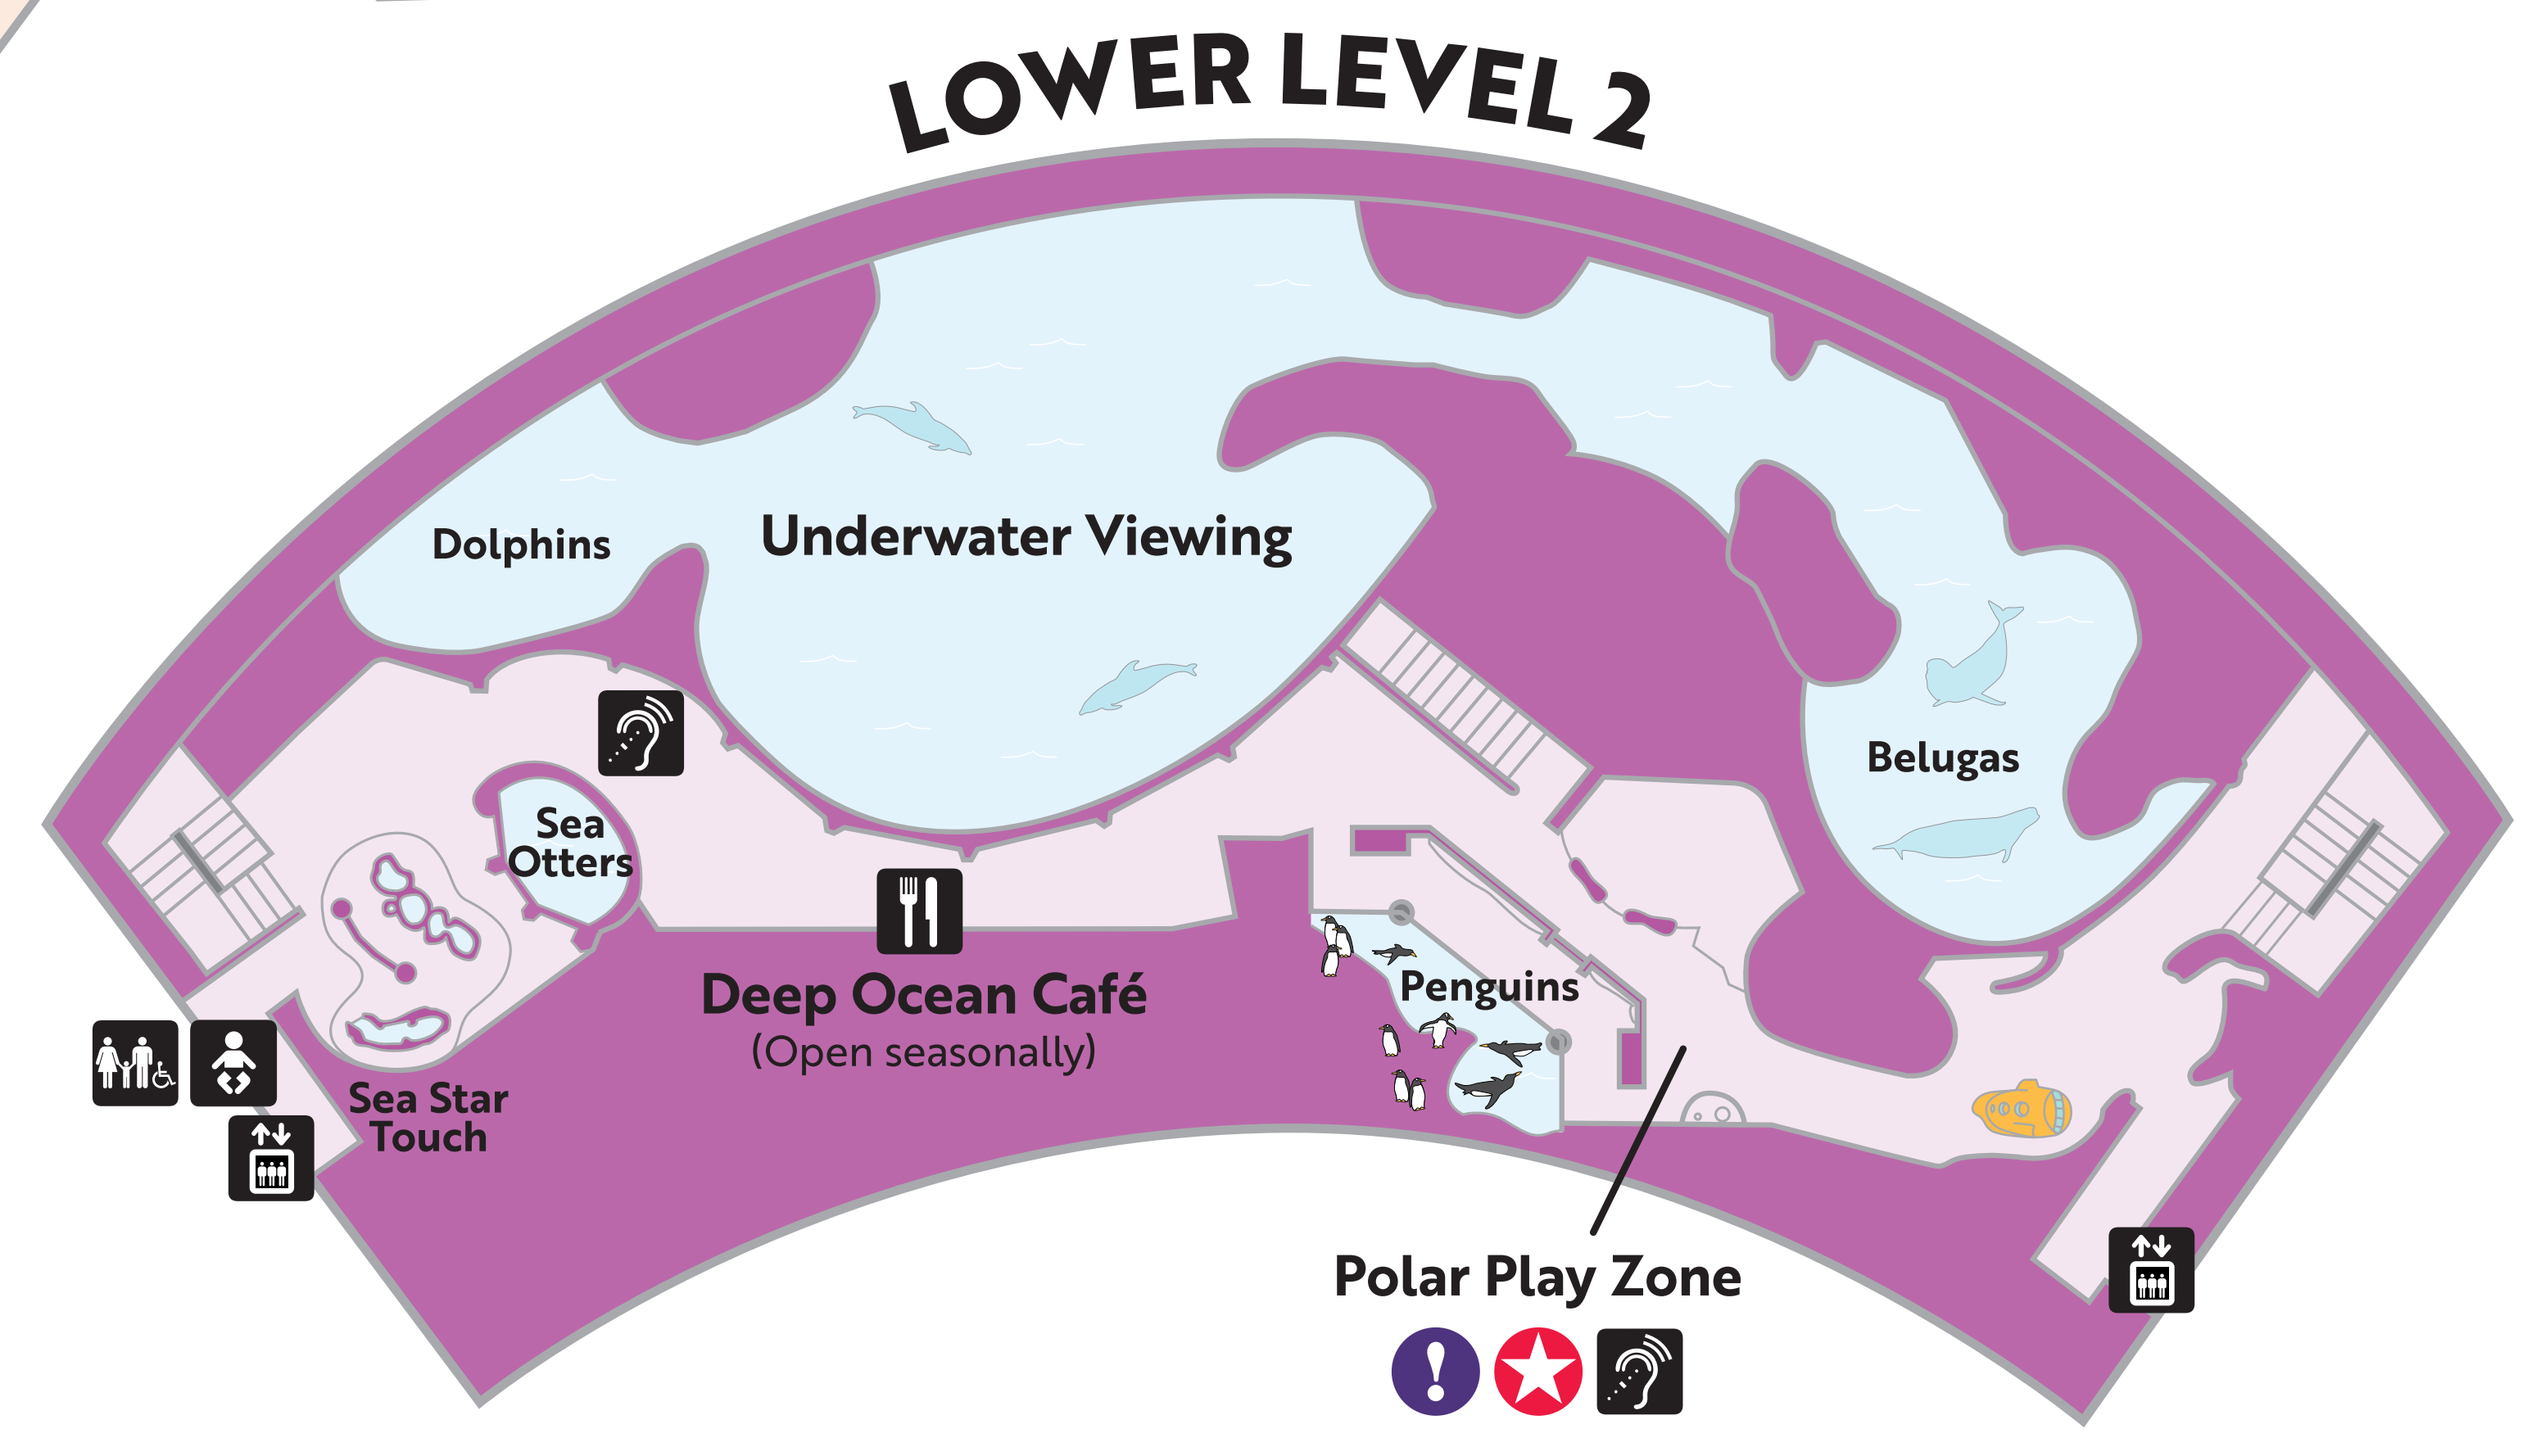 LOWER LEVEL 2
Dolphins
Underwater Viewing
Belugas
Sea
Otters
Penguins
Deep Ocean Café
(Open seasonally)
Sea Star
Touch
Polar Play Zone